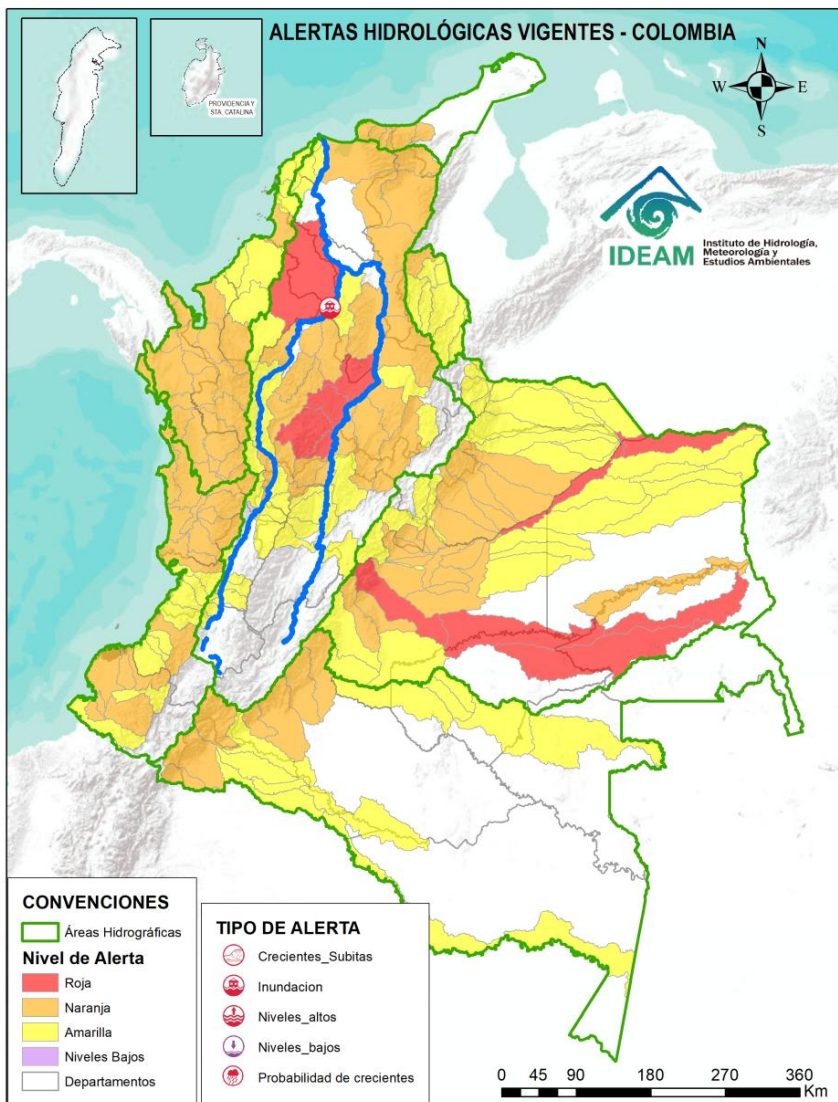 ALERTAS HIDROLÓGICAS VIGENTES - COLOMBIA
N
W
E
S
PROVIDENCIA Y
STA. CATALINA
IDEAM
Instituto de Hidrología,
Meteorología y
Estudios Ambientales
CONVENCIONES
Áreas Hidrográficas
Nivel de Alerta
Roja
Naranja
Amarilla
Niveles Bajos
Departamentos
TIPO DE ALERTA
Crecientes_Subitas
Inundacion
Niveles_altos
Niveles_bajos
Probabilidad de crecientes
0 45 90 180 270 360
Km